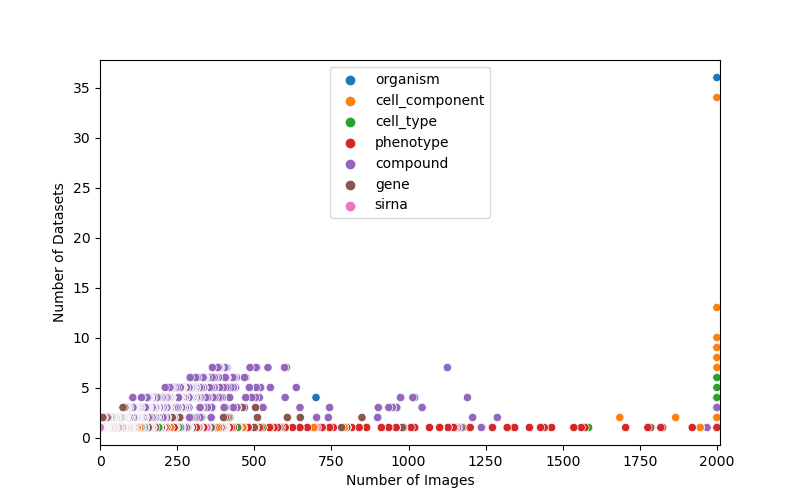 organism
cell_component
cell_type
phenotype
compound
gene
sirna
Number of Datasets
35
30
25
20
15
10
5
0
0 250 500 750 1000 1250 1500 1750 2000
Number of Images